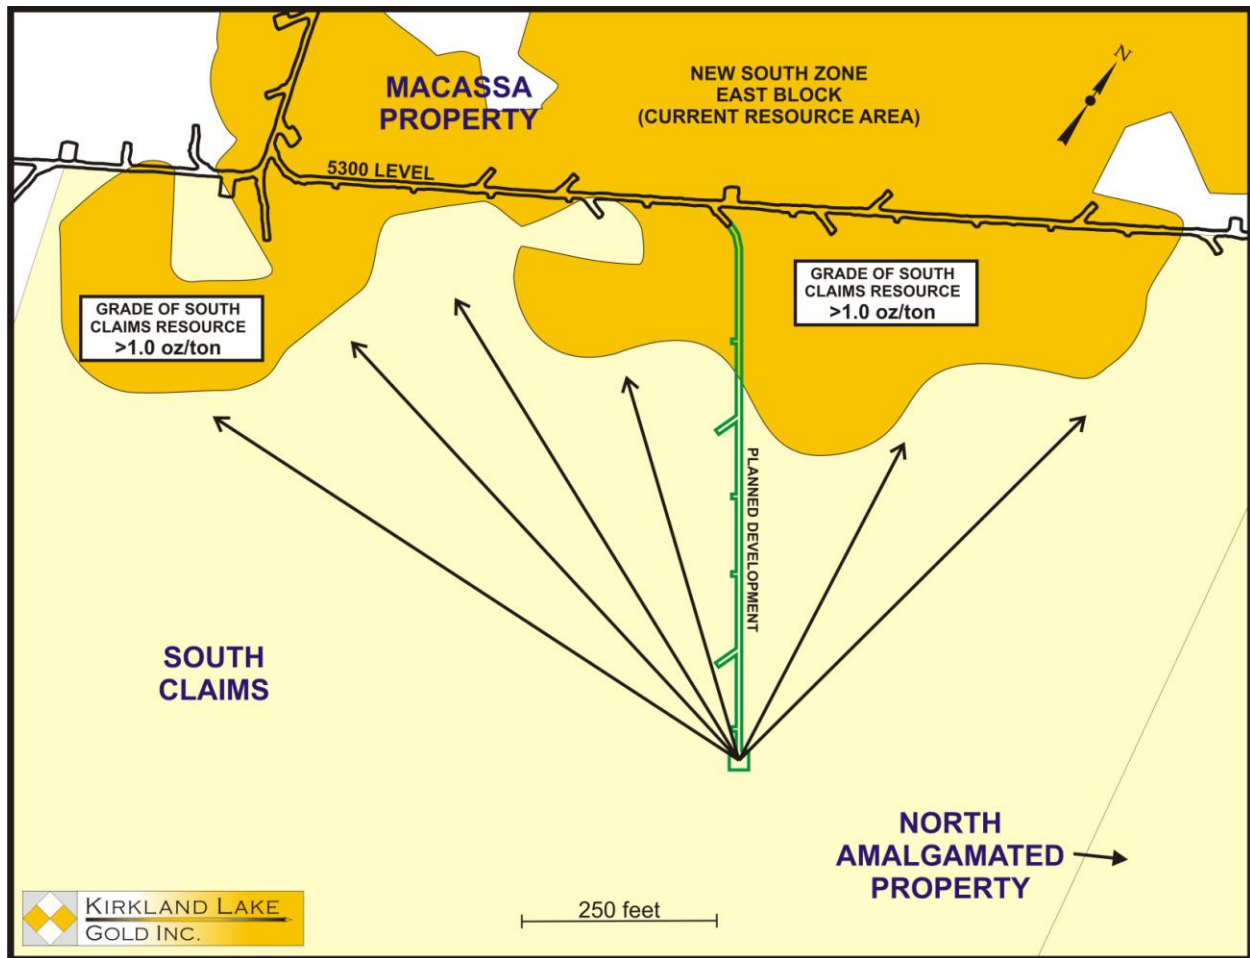 MACASSA
PROPERTY
NEW SOUTH ZONE
EAST BLOCK
(CURRENT RESOURCE AREA)
N
5300 LEVEL
GRADE OF SOUTH
CLAIMS RESOURCE
>1.0 oz/ton
GRADE OF SOUTH
CLAIMS RESOURCE
>1.0 oz/ton
PLANNED DEVELOPMENT
SOUTH
CLAIMS
NORTH
AMALGAMATED
PROPERTY
KIRKLAND LAKE
GOLD INC.
250 feet